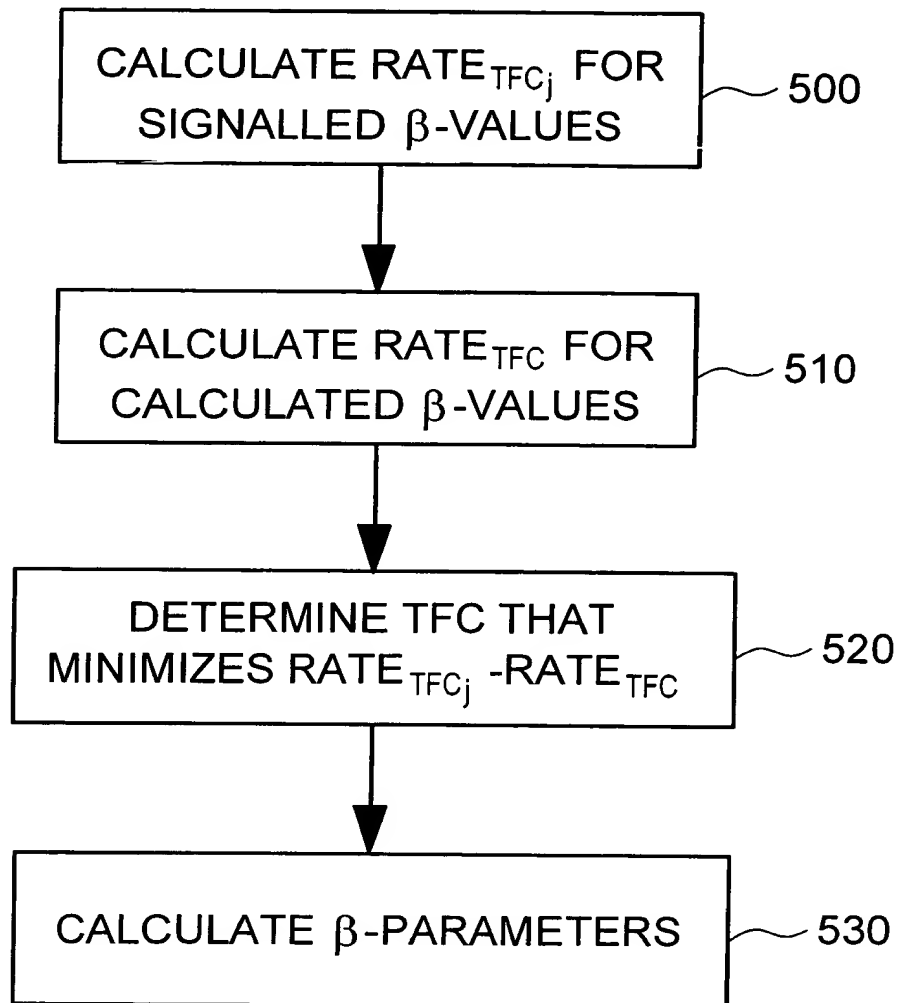 CALCULATE RATE_TFCj FOR
SIGNALLED β-VALUES
500
CALCULATE RATE_TFC FOR
CALCULATED β-VALUES
510
DETERMINE TFC THAT
MINIMIZES RATE_TFCj -RATE_TFC
520
CALCULATE β-PARAMETERS
530